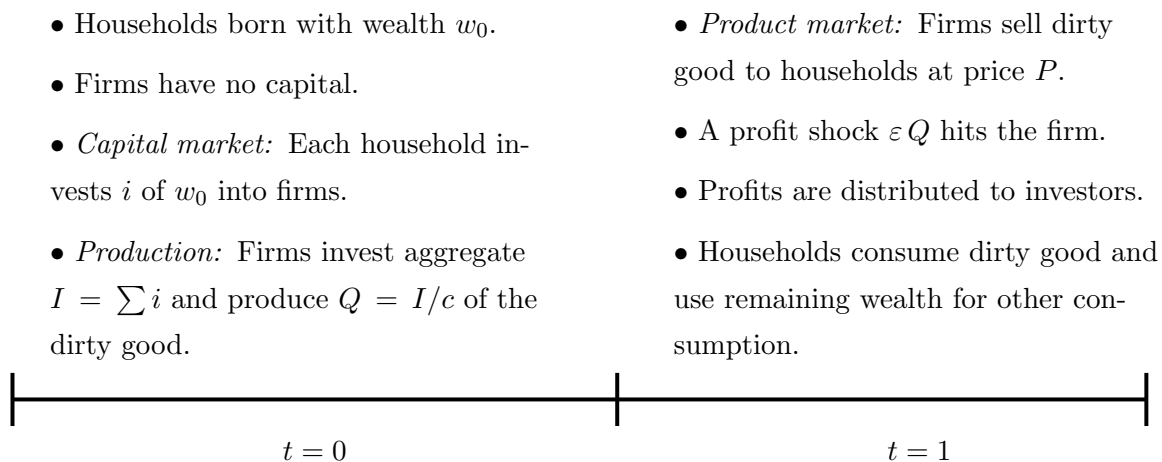 • Households born with wealth w₀.
• Firms have no capital.
• Capital market: Each household in-
vests i of w₀ into firms.
• Production: Firms invest aggregate
I = ∑ i and produce Q = I/c of the
dirty good.
• Product market: Firms sell dirty
good to households at price P.
• A profit shock ε Q hits the firm.
• Profits are distributed to investors.
• Households consume dirty good and
use remaining wealth for other con-
sumption.
t = 0
t = 1